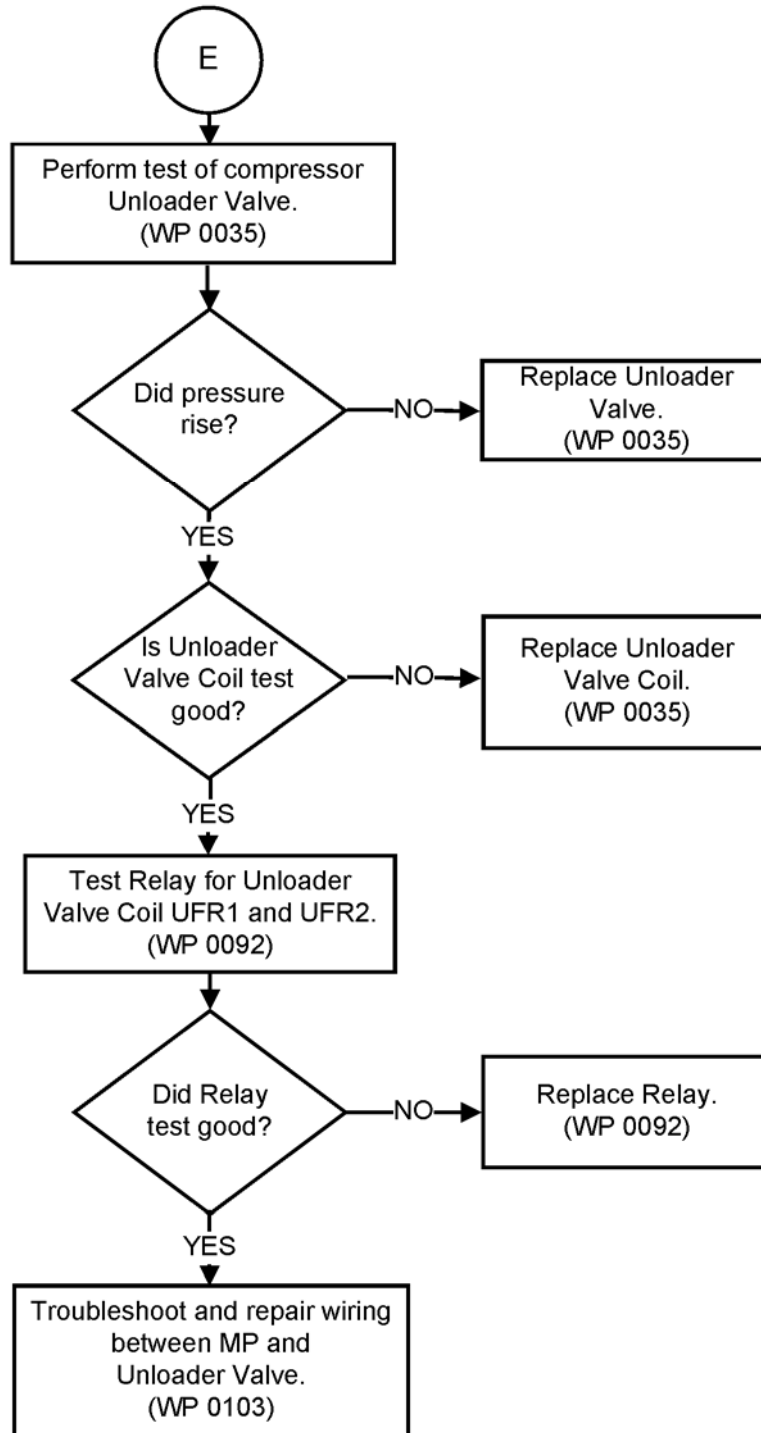 E
Perform test of compressor
Unloader Valve.
(WP 0035)
Did pressure
rise?
NO
Replace Unloader
Valve.
(WP 0035)
YES
Is Unloader
Valve Coil test
good?
NO
Replace Unloader
Valve Coil.
(WP 0035)
YES
Test Relay for Unloader
Valve Coil UFR1 and UFR2.
(WP 0092)
Did Relay
test good?
NO
Replace Relay.
(WP 0092)
YES
Troubleshoot and repair wiring
between MP and
Unloader Valve.
(WP 0103)